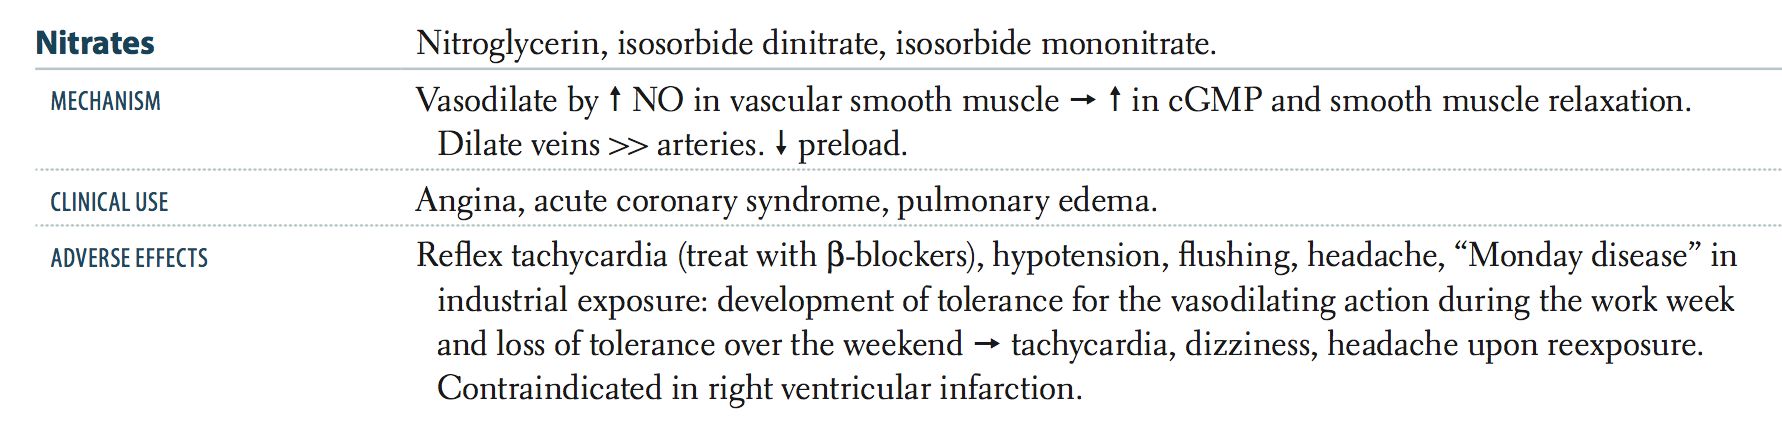 Nitrates Nitroglycerin, isosorbide dinitrate, isosorbide mononitrate.
MECHANISM Vasodilate by ↑ NO in vascular smooth muscle → ↑ in cGMP and smooth muscle relaxation.
Dilate veins >> arteries. ↓ preload.
CLINICAL USE Angina, acute coronary syndrome, pulmonary edema.
ADVERSE EFFECTS Reflex tachycardia (treat with β-blockers), hypotension, flushing, headache, “Monday disease” in
industrial exposure: development of tolerance for the vasodilating action during the work week
and loss of tolerance over the weekend → tachycardia, dizziness, headache upon reexposure.
Contraindicated in right ventricular infarction.